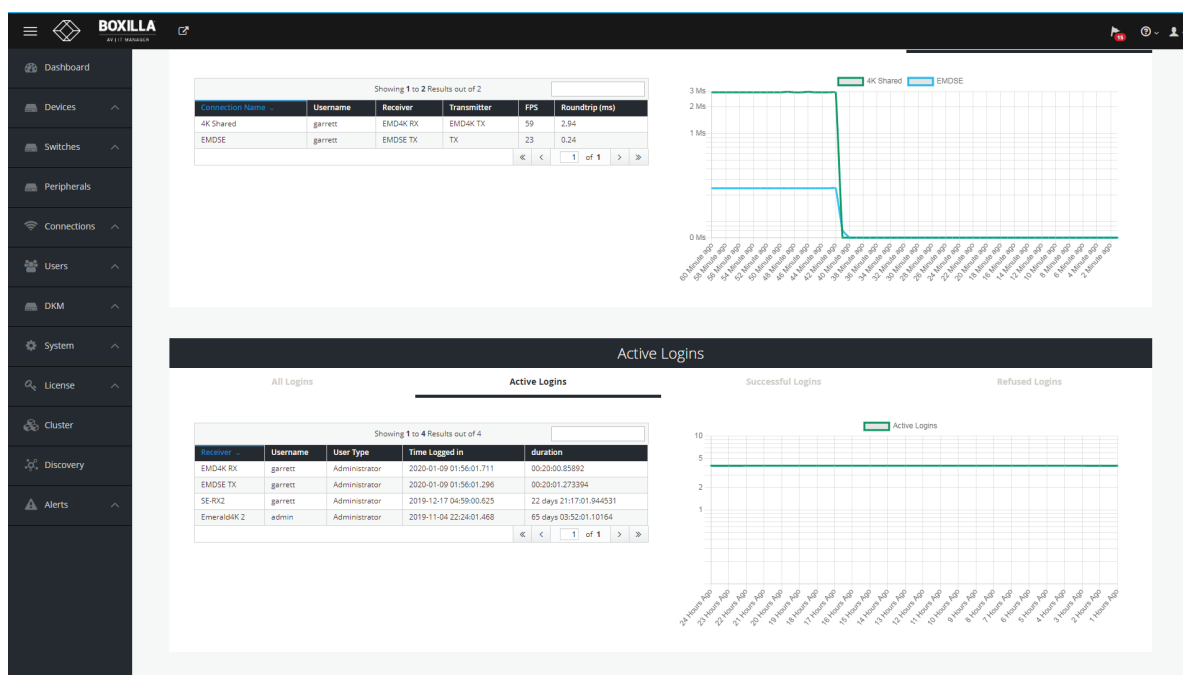 BOXILLA
AV | IT MANAGER
15
Dashboard
Devices
Switches
Peripherals
Connections
Users
DKM
System
License
Cluster
Discovery
Alerts
Showing 1 to 2 Results out of 2
Connection Name Username Receiver Transmitter FPS Roundtrip (ms)
4K Shared garrett EMD4K RX EMD4K TX 59 2.94
EMDSE garrett EMDSE TX TX 23 0.24
1 of 1
4K Shared EMDSE
3 Ms
2 Ms
1 Ms
0 Ms
60 Minute ago
58 Minute ago
56 Minute ago
54 Minute ago
52 Minute ago
50 Minute ago
48 Minute ago
46 Minute ago
44 Minute ago
42 Minute ago
40 Minute ago
38 Minute ago
36 Minute ago
34 Minute ago
32 Minute ago
30 Minute ago
28 Minute ago
26 Minute ago
24 Minute ago
22 Minute ago
20 Minute ago
18 Minute ago
16 Minute ago
14 Minute ago
12 Minute ago
10 Minute ago
8 Minute ago
6 Minute ago
4 Minute ago
2 Minute ago
Active Logins
All Logins Active Logins Successful Logins Refused Logins
Showing 1 to 4 Results out of 4
Receiver Username User Type Time Logged in duration
EMD4K RX garrett Administrator 2020-01-09 01:56:01.711 00:20:00.85892
EMDSE TX garrett Administrator 2020-01-09 01:56:01.296 00:20:01.273394
SE-RX2 garrett Administrator 2019-12-17 04:59:00.625 22 days 21:17:01.944531
Emerald4K 2 admin Administrator 2019-11-04 22:24:01.468 65 days 03:52:01.10164
1 of 1
Active Logins
10
5
2
1
24 Hours Ago
23 Hours Ago
22 Hours Ago
21 Hours Ago
20 Hours Ago
19 Hours Ago
18 Hours Ago
17 Hours Ago
16 Hours Ago
15 Hours Ago
14 Hours Ago
13 Hours Ago
12 Hours Ago
11 Hours Ago
10 Hours Ago
9 Hours Ago
8 Hours Ago
7 Hours Ago
6 Hours Ago
5 Hours Ago
4 Hours Ago
3 Hours Ago
2 Hours Ago
1 Hours Ago